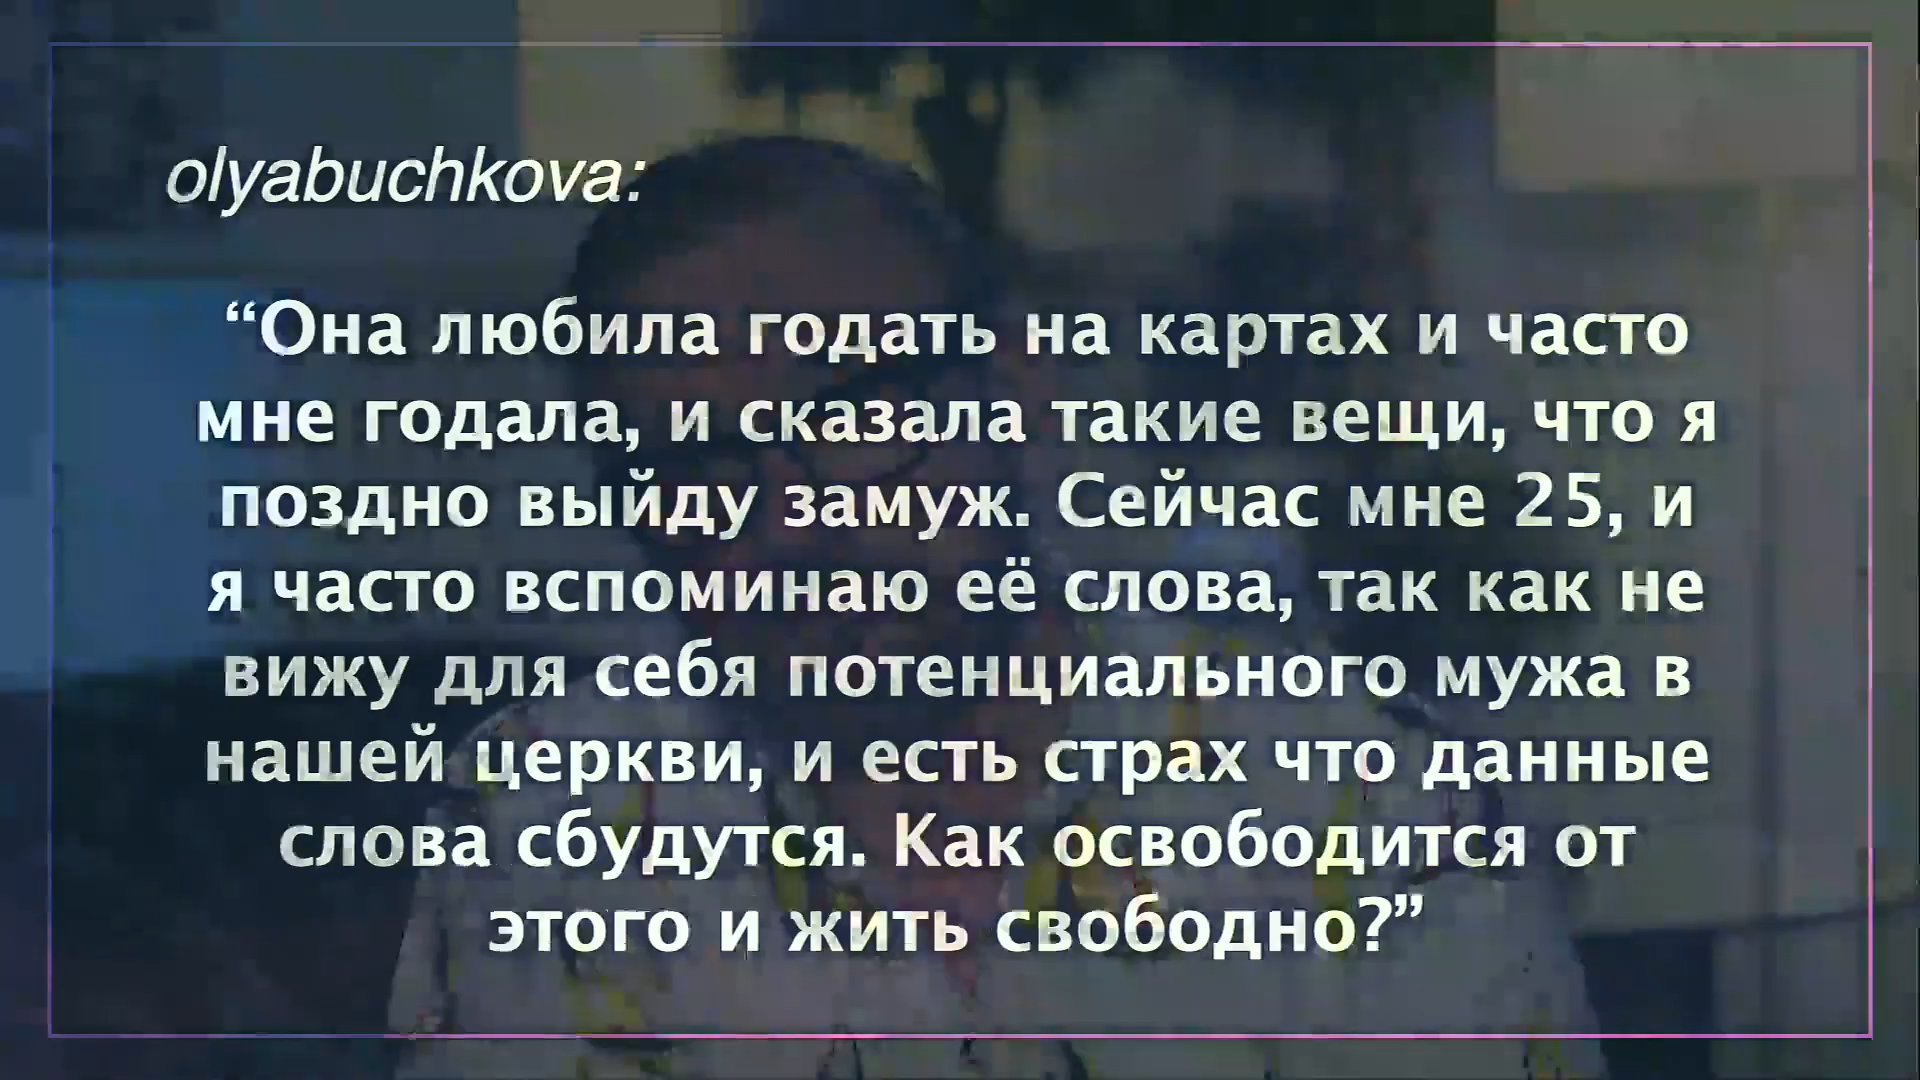 olyabuchkova:
“Она любила годать на картах и часто
мне годала, и сказала такие вещи, что я
поздно выйду замуж. Сейчас мне 25, и
я часто вспоминаю её слова, так как не
вижу для себя потенциального мужа в
нашей церкви, и есть страх что данные
слова сбудутся. Как освободится от
этого и жить свободно?”